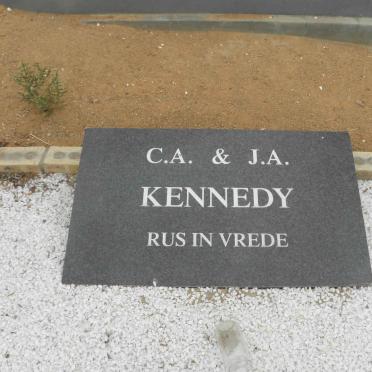 C.A. & J.A.
KENNEDY
RUS IN VREDE